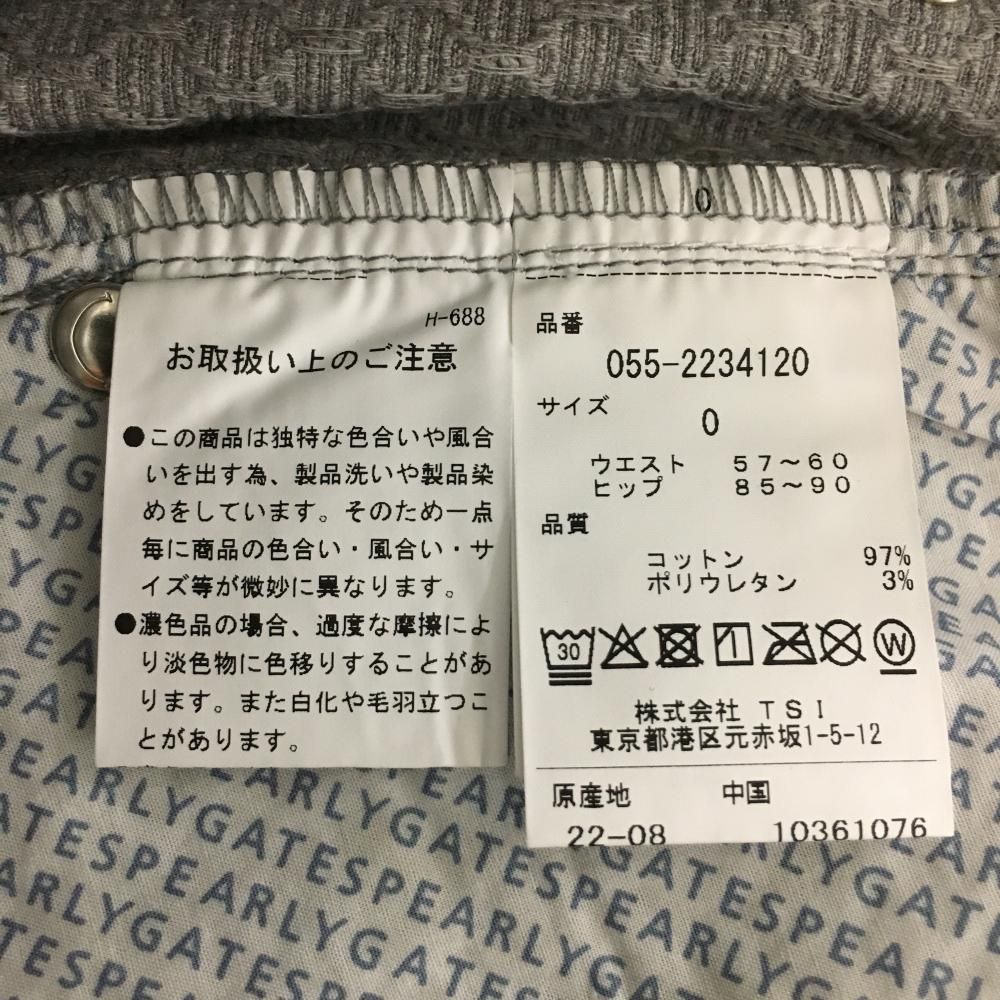 0
H-688
お取扱い上のご注意
●この商品は独特な色合いや風合
いを出す為、製品洗いや製品染
めをしています。そのため一点
毎に商品の色合い・風合い・サ
イズ等が微妙に異なります。
●濃色品の場合、過度な摩擦によ
り淡色物に色移りすることがあ
ります。また白化や毛羽立つこ
とがあります。
品番
055-2234120
サイズ
0
ウエスト 57~60
ヒップ 85~90
品質
コットン 97%
ポリウレタン 3%
30
W
株式会社 TSI
東京都港区元赤坂1-5-12
原産地 中国
22-08 10361076
PEARLYGATESPEARLYGATESPEARLYGATES